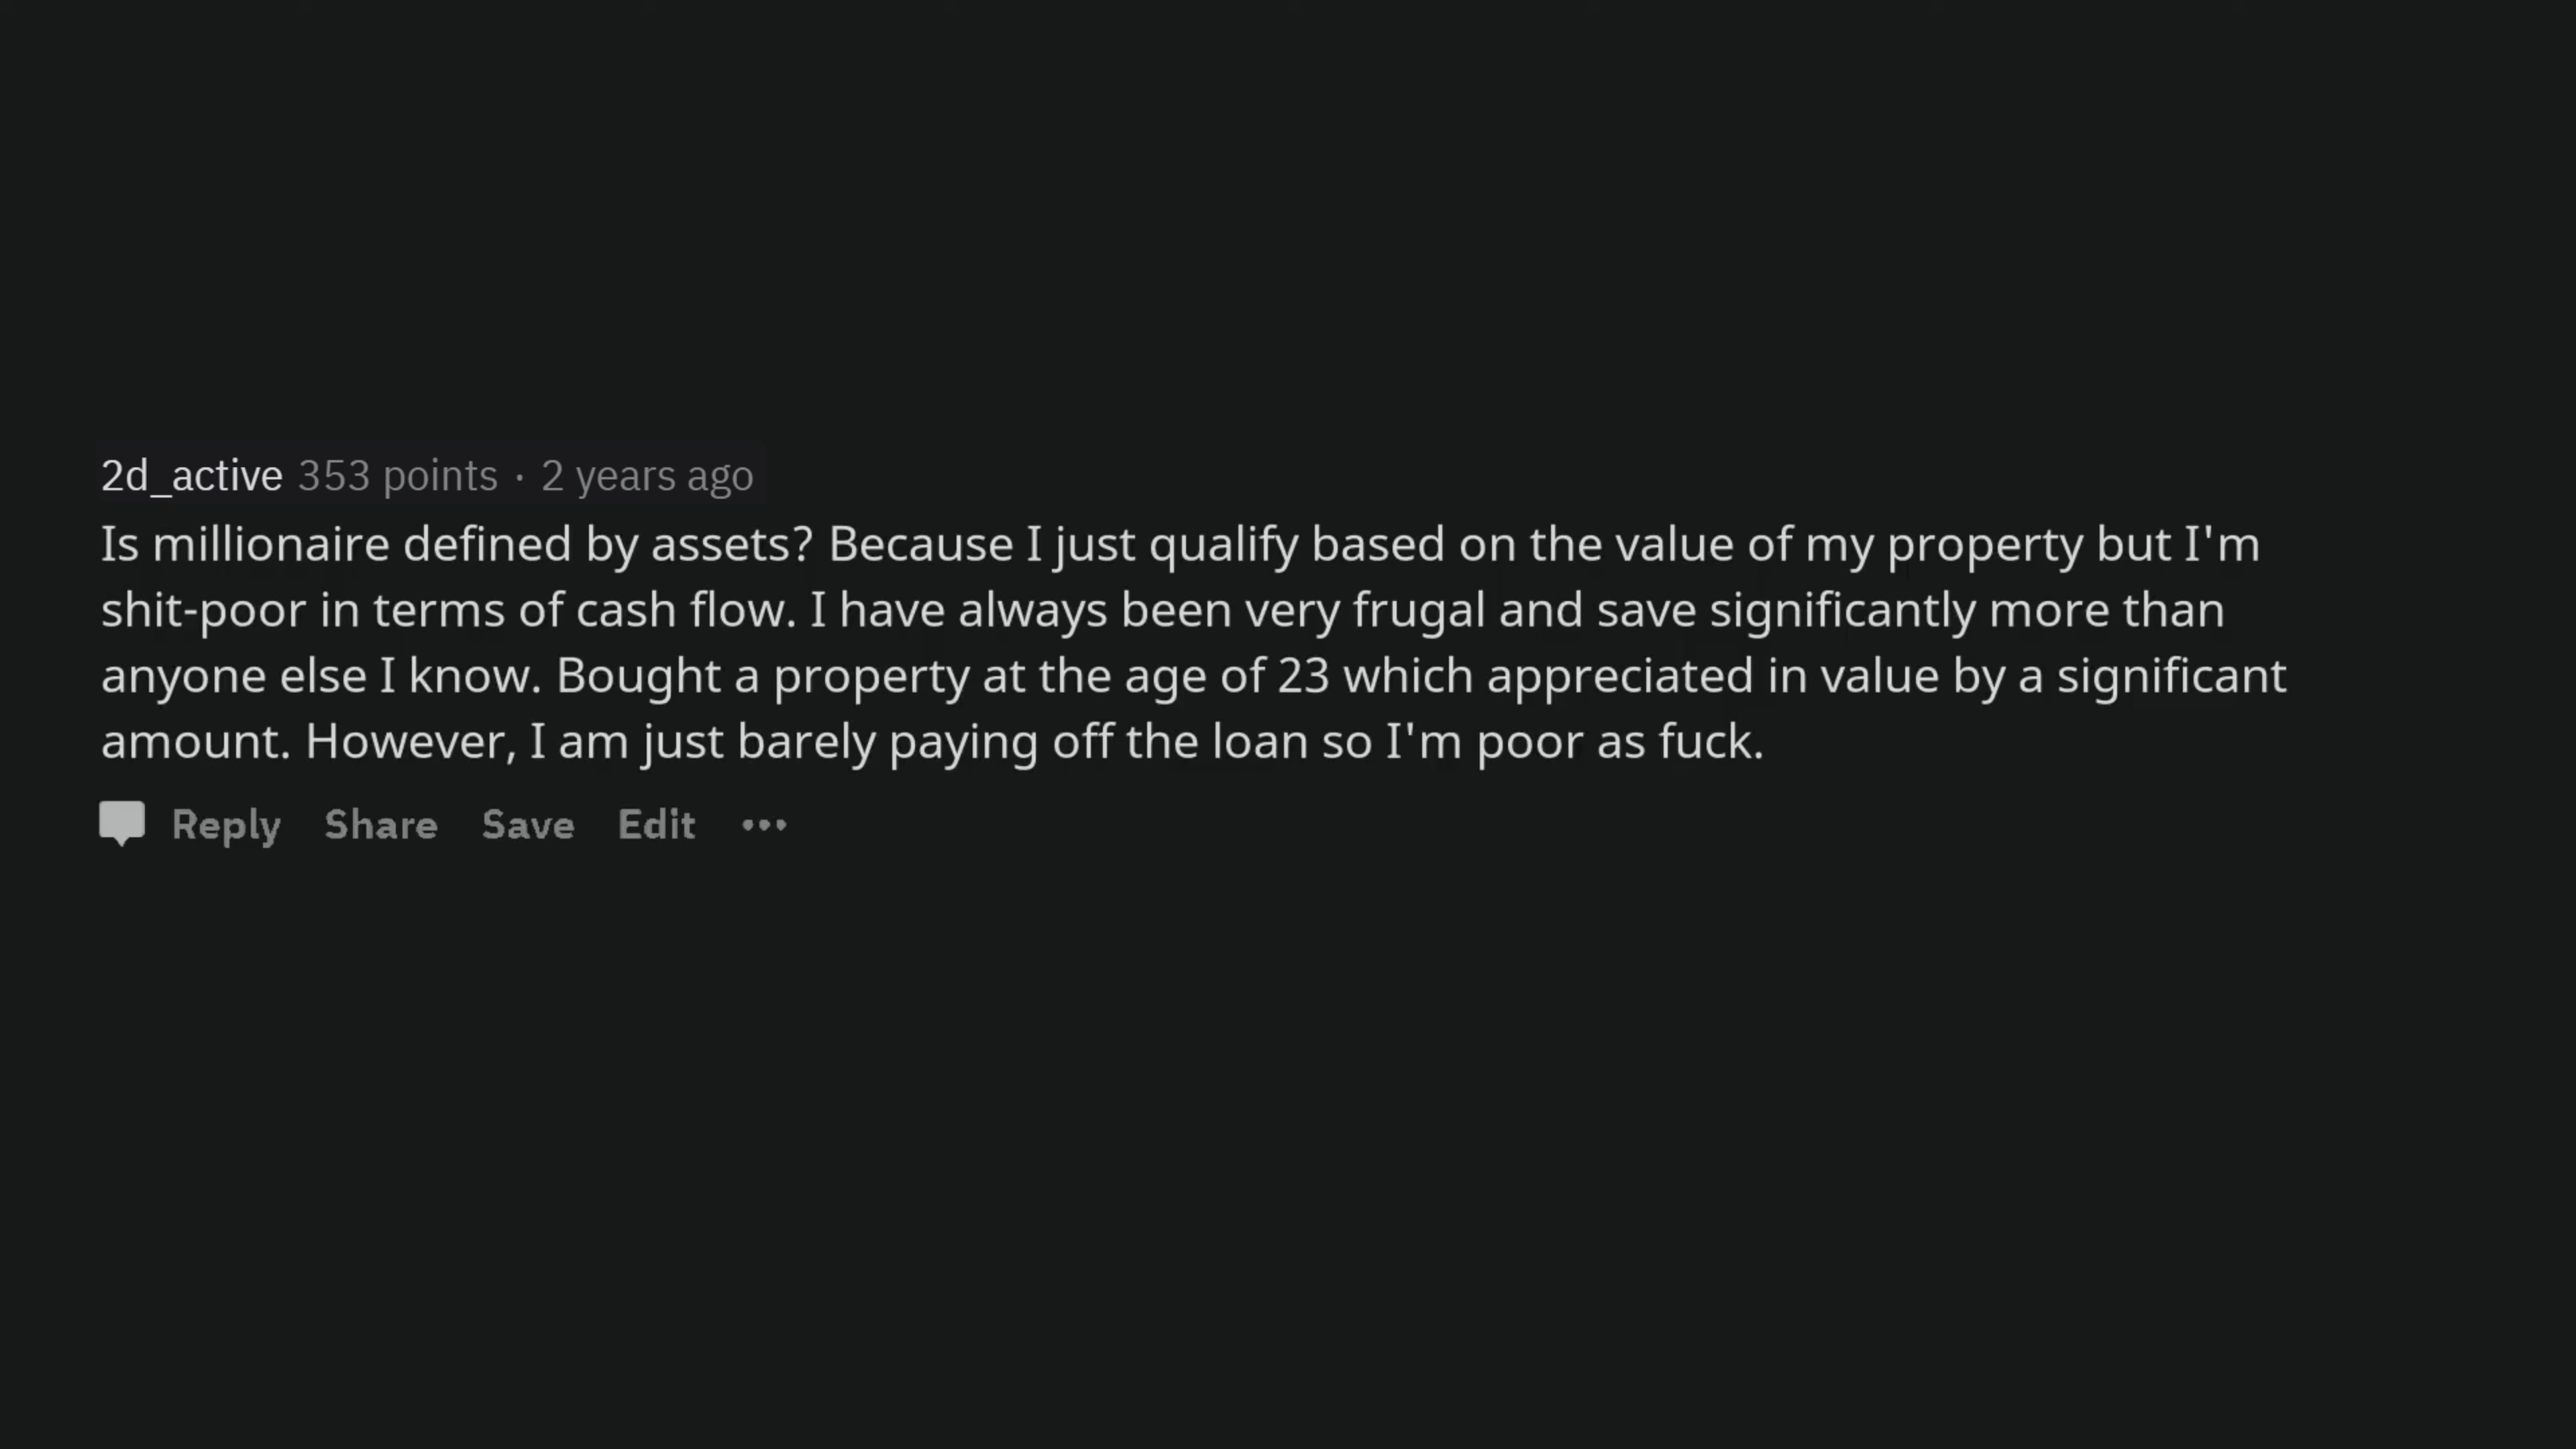 2d_active 353 points · 2 years ago
Is millionaire defined by assets? Because I just qualify based on the value of my property but I'm
shit-poor in terms of cash flow. I have always been very frugal and save significantly more than
anyone else I know. Bought a property at the age of 23 which appreciated in value by a significant
amount. However, I am just barely paying off the loan so I'm poor as fuck.
Reply Share Save Edit •••